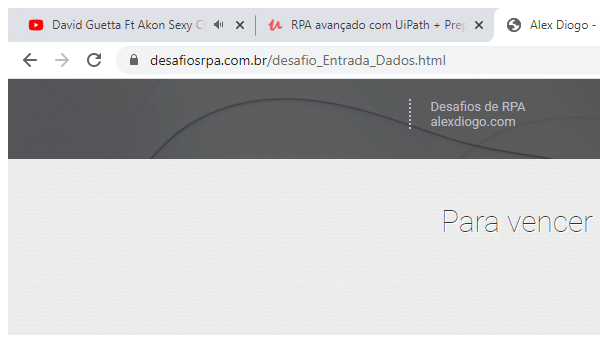 David Guetta Ft Akon Sexy
RPA avançado com UiPath + Prep
Alex Diogo -
desafiosrpa.com.br/desafio_Entrada_Dados.html
Desafios de RPA
alexdiogo.com
Para vencer